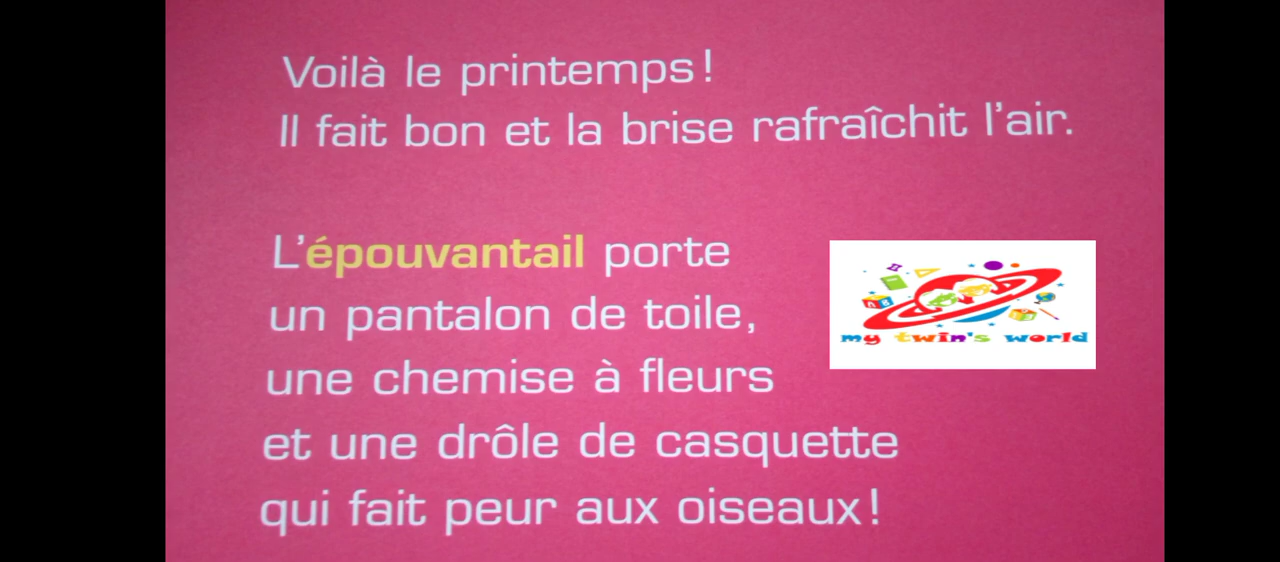 Voilà le printemps !
Il fait bon et la brise rafraîchit l'air.
L'épouvantail porte
un pantalon de toile,
my twin's world
une chemise à fleurs
et une drôle de casquette
qui fait peur aux oiseaux !